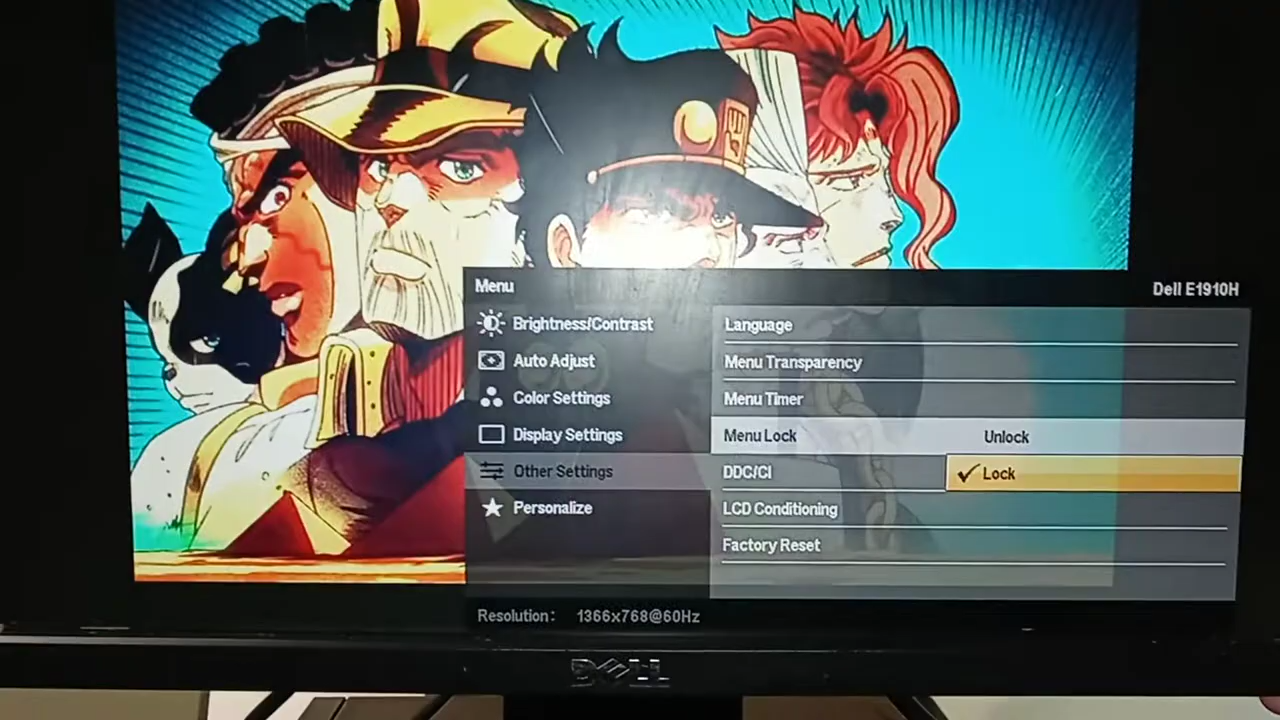 Menu
Dell E1910H
Brightness/Contrast
Auto Adjust
Color Settings
Display Settings
Other Settings
Personalize
Language
Menu Transparency
Menu Timer
Menu Lock Unlock
DDC/CI ✓ Lock
LCD Conditioning
Factory Reset
Resolution: 1366x768@60Hz
DELL